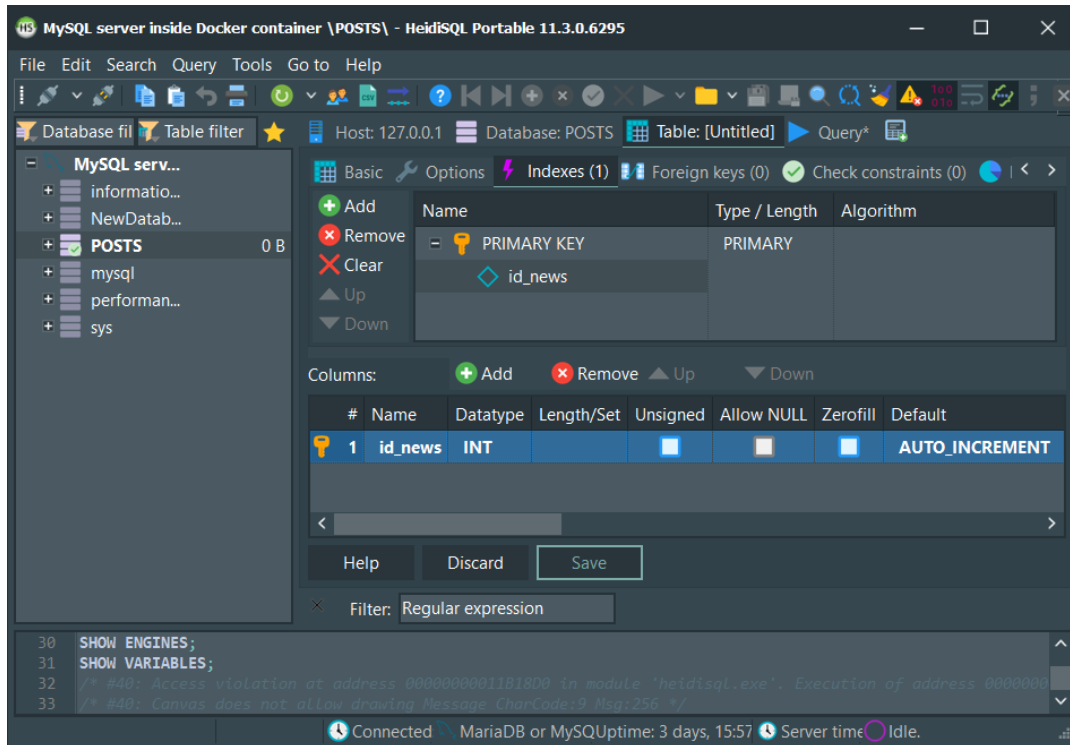 HS MySQL server inside Docker container \POSTS\ - HeidiSQL Portable 11.3.0.6295
File Edit Search Query Tools Go to Help
Database fil Table filter Host: 127.0.0.1 Database: POSTS Table: [Untitled] Query*
MySQL serv...
informatio...
NewDatab...
POSTS 0 B
mysql
performan...
sys
Basic Options Indexes (1) Foreign keys (0) Check constraints (0)
Add
Remove
Clear
Up
Down
Name Type / Length Algorithm
PRIMARY KEY PRIMARY
id_news
Columns: Add Remove Up Down
# Name Datatype Length/Set Unsigned Allow NULL Zerofill Default
1 id_news INT AUTO_INCREMENT
Help Discard Save
Filter: Regular expression
30 SHOW ENGINES;
31 SHOW VARIABLES;
32 /* #40: Access violation at address 00000000011B18D0 in module 'heidisql.exe'. Execution of address 0000000
33 /* #40: Canvas does not allow drawing Message CharCode:9 Msg:256 */
Connected MariaDB or MySQL Uptime: 3 days, 15:57 Server time Idle.